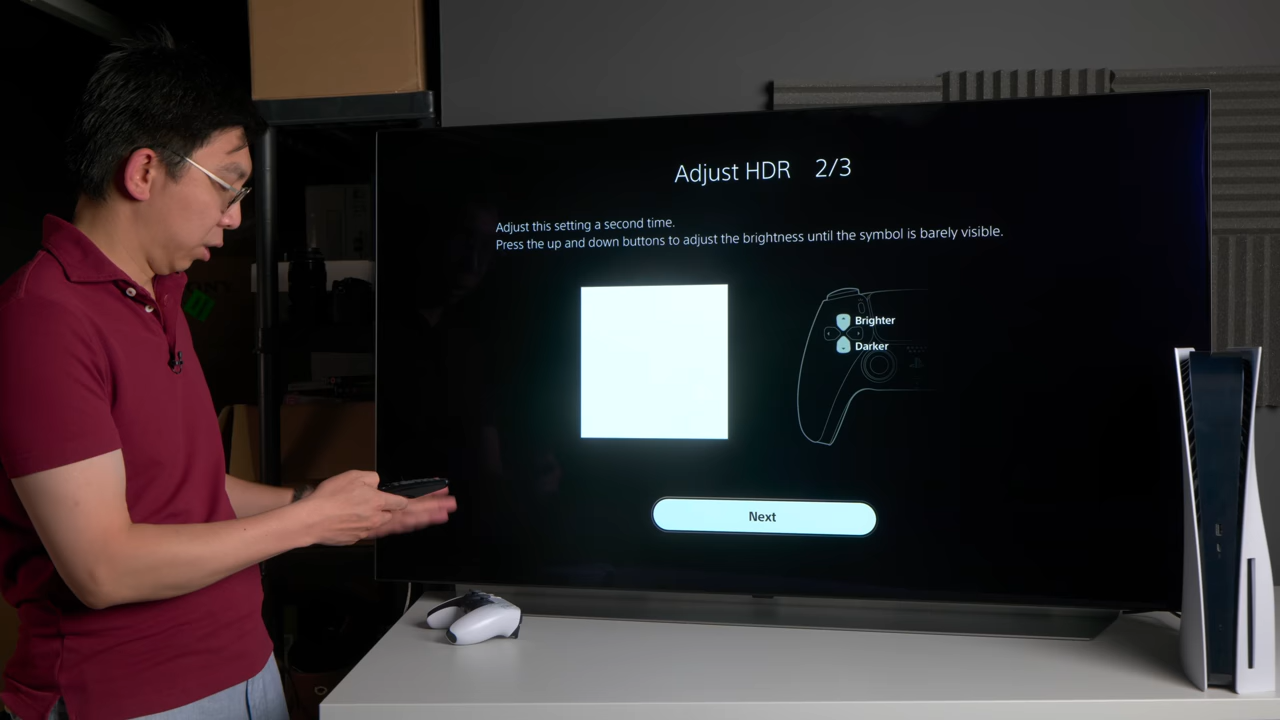 Adjust HDR 2/3
Adjust this setting a second time.
Press the up and down buttons to adjust the brightness until the symbol is barely visible.
Brighter
Darker
Next